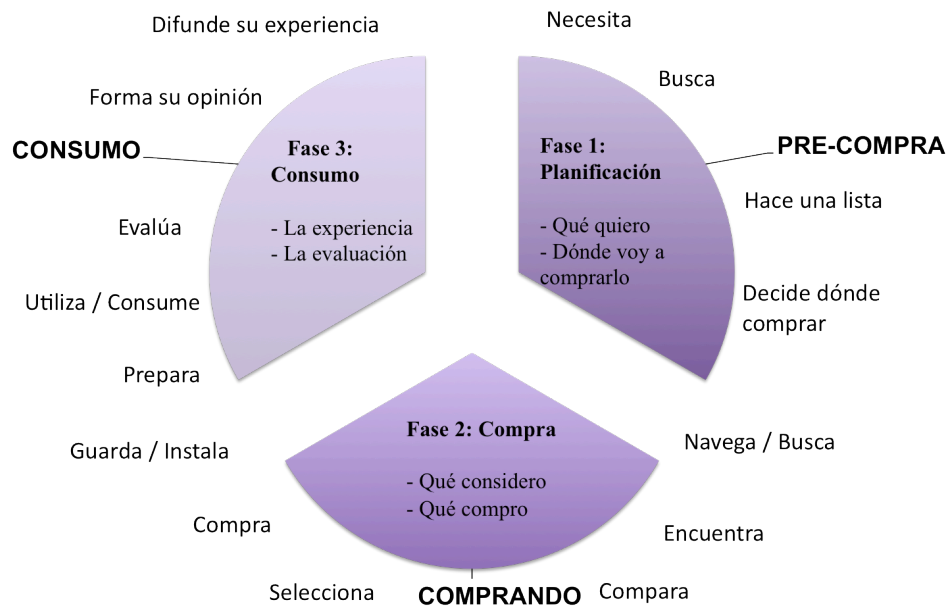 Necesita
Busca
PRE-COMPRA
Hace una lista
Decide dónde
comprar
Fase 1:
Planificación
- Qué quiero
- Dónde voy a
comprarlo
Navega / Busca
Encuentra
Compara
COMPRANDO
Selecciona
Compra
Fase 2: Compra
- Qué considero
- Qué compro
Guarda / Instala
Prepara
Utiliza / Consume
Evalúa
CONSUMO
Forma su opinión
Difunde su experiencia
Fase 3:
Consumo
- La experiencia
- La evaluación